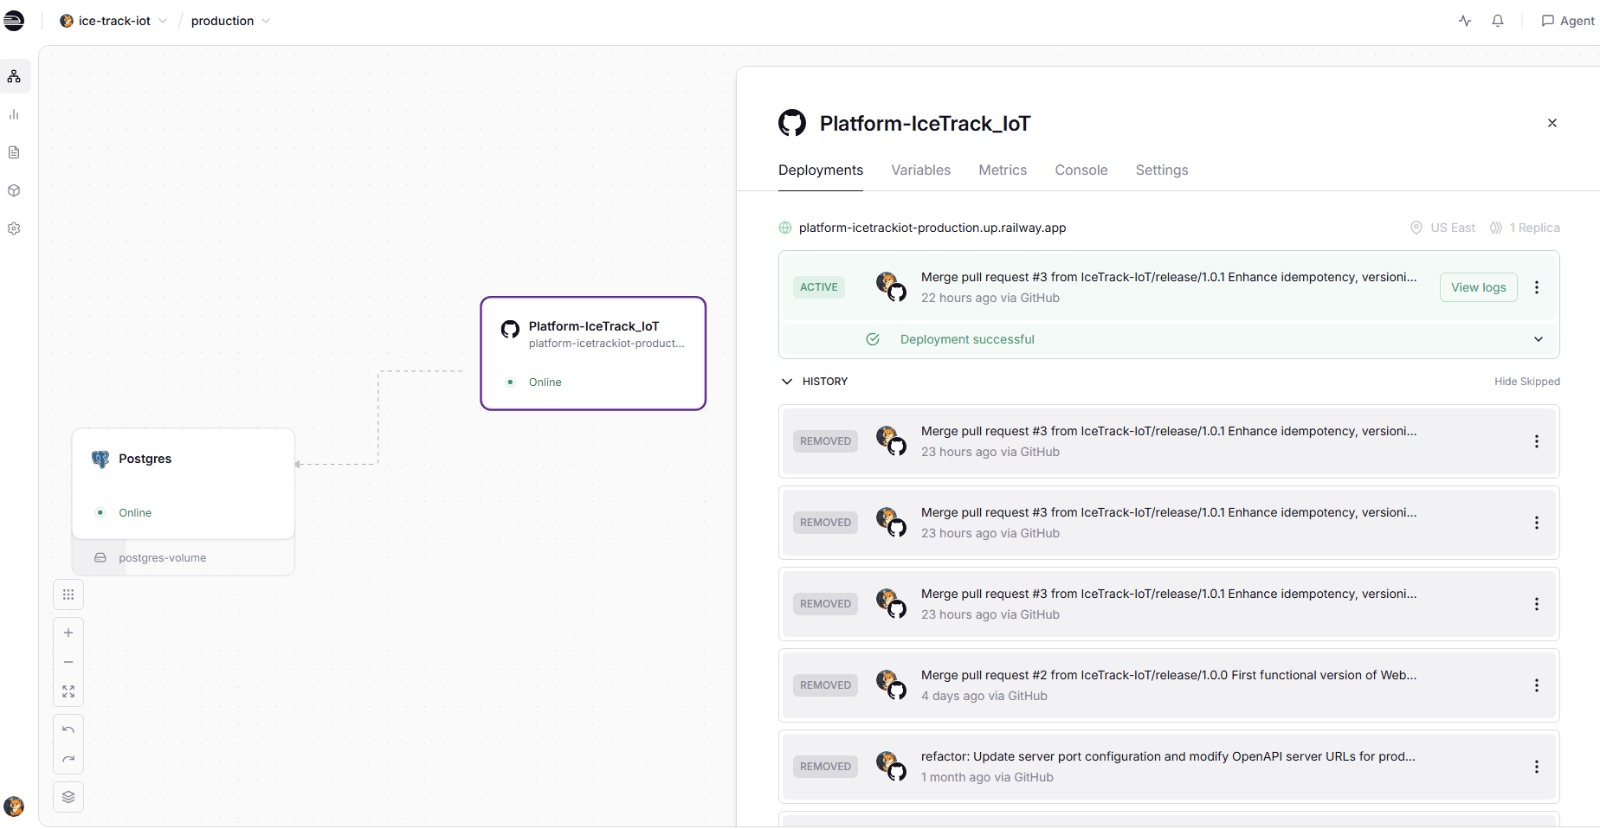 ice-track-iot / production
Agent
Platform-IceTrack_IoT
Deployments Variables Metrics Console Settings
platform-icetrackiot-production.up.railway.app
US East 1 Replica
ACTIVE
Merge pull request #3 from IceTrack-IoT/release/1.0.1 Enhance idempotency, versioni...
22 hours ago via GitHub
View logs
Deployment successful
HISTORY
Hide Skipped
REMOVED
Merge pull request #3 from IceTrack-IoT/release/1.0.1 Enhance idempotency, versioni...
23 hours ago via GitHub
REMOVED
Merge pull request #3 from IceTrack-IoT/release/1.0.1 Enhance idempotency, versioni...
23 hours ago via GitHub
REMOVED
Merge pull request #3 from IceTrack-IoT/release/1.0.1 Enhance idempotency, versioni...
23 hours ago via GitHub
REMOVED
Merge pull request #2 from IceTrack-IoT/release/1.0.0 First functional version of Web...
4 days ago via GitHub
REMOVED
refactor: Update server port configuration and modify OpenAPI server URLs for prod...
1 month ago via GitHub
Platform-IceTrack_IoT
platform-icetrackiot-product...
Online
Postgres
Online
postgres-volume